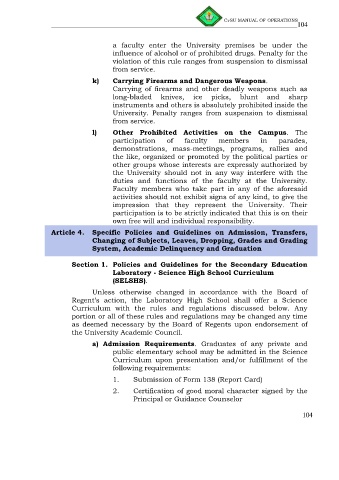 CvSU MANUAL OF OPERATIONS
104
a faculty enter the University premises be under the
influence of alcohol or of prohibited drugs. Penalty for the
violation of this rule ranges from suspension to dismissal
from service.
k) Carrying Firearms and Dangerous Weapons.
Carrying of firearms and other deadly weapons such as
long-bladed knives, ice picks, blunt and sharp
instruments and others is absolutely prohibited inside the
University. Penalty ranges from suspension to dismissal
from service.
l) Other Prohibited Activities on the Campus. The
participation of faculty members in parades,
demonstrations, mass-meetings, programs, rallies and
the like, organized or promoted by the political parties or
other groups whose interests are expressly authorized by
the University should not in any way interfere with the
duties and functions of the faculty at the University.
Faculty members who take part in any of the aforesaid
activities should not exhibit signs of any kind, to give the
impression that they represent the University. Their
participation is to be strictly indicated that this is on their
own free will and individual responsibility.
Article 4. Specific Policies and Guidelines on Admission, Transfers,
Changing of Subjects, Leaves, Dropping, Grades and Grading
System, Academic Delinquency and Graduation
Section 1. Policies and Guidelines for the Secondary Education
Laboratory - Science High School Curriculum
(SELSHS).
Unless otherwise changed in accordance with the Board of
Regent's action, the Laboratory High School shall offer a Science
Curriculum with the rules and regulations discussed below. Any
portion or all of these rules and regulations may be changed any time
as deemed necessary by the Board of Regents upon endorsement of
the University Academic Council.
a) Admission Requirements. Graduates of any private and
public elementary school may be admitted in the Science
Curriculum upon presentation and/or fulfillment of the
following requirements:
1. Submission of Form 138 (Report Card)
2. Certification of good moral character signed by the
Principal or Guidance Counselor
104